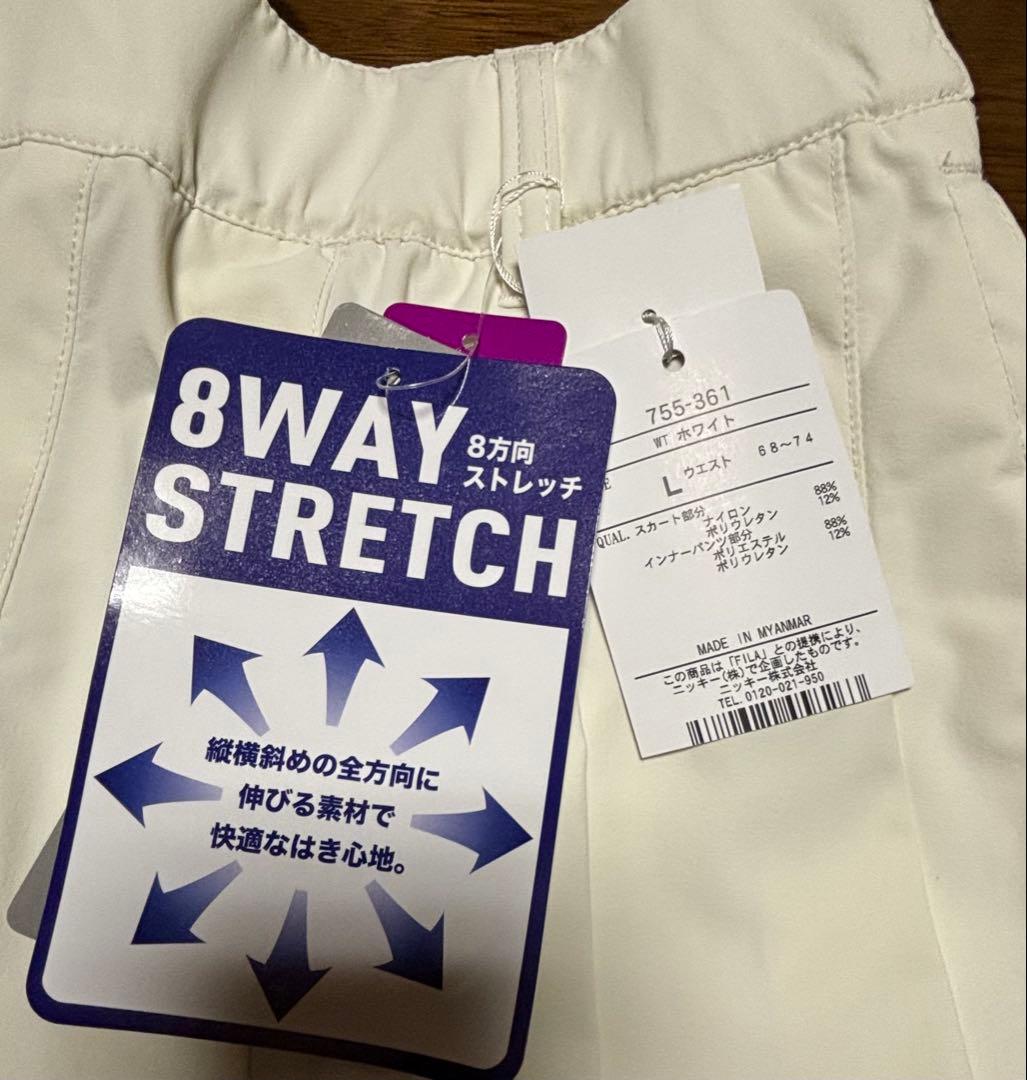 8WAY
8方向
ストレッチ
STRETCH
縦横斜めの全方向に
伸びる素材で
快適なはき心地。
755-361
WT ホワイト
E L ウエスト 68〜74
QUAL. スカート部分
ナイロン 88%
ポリウレタン 12%
インナーパンツ部分
ポリエステル 88%
ポリウレタン 12%
MADE IN MYANMAR
この商品は「FILA」との提携により、
ニッキー(株)で企画したものです。
ニッキー株式会社
TEL.0120-021-950